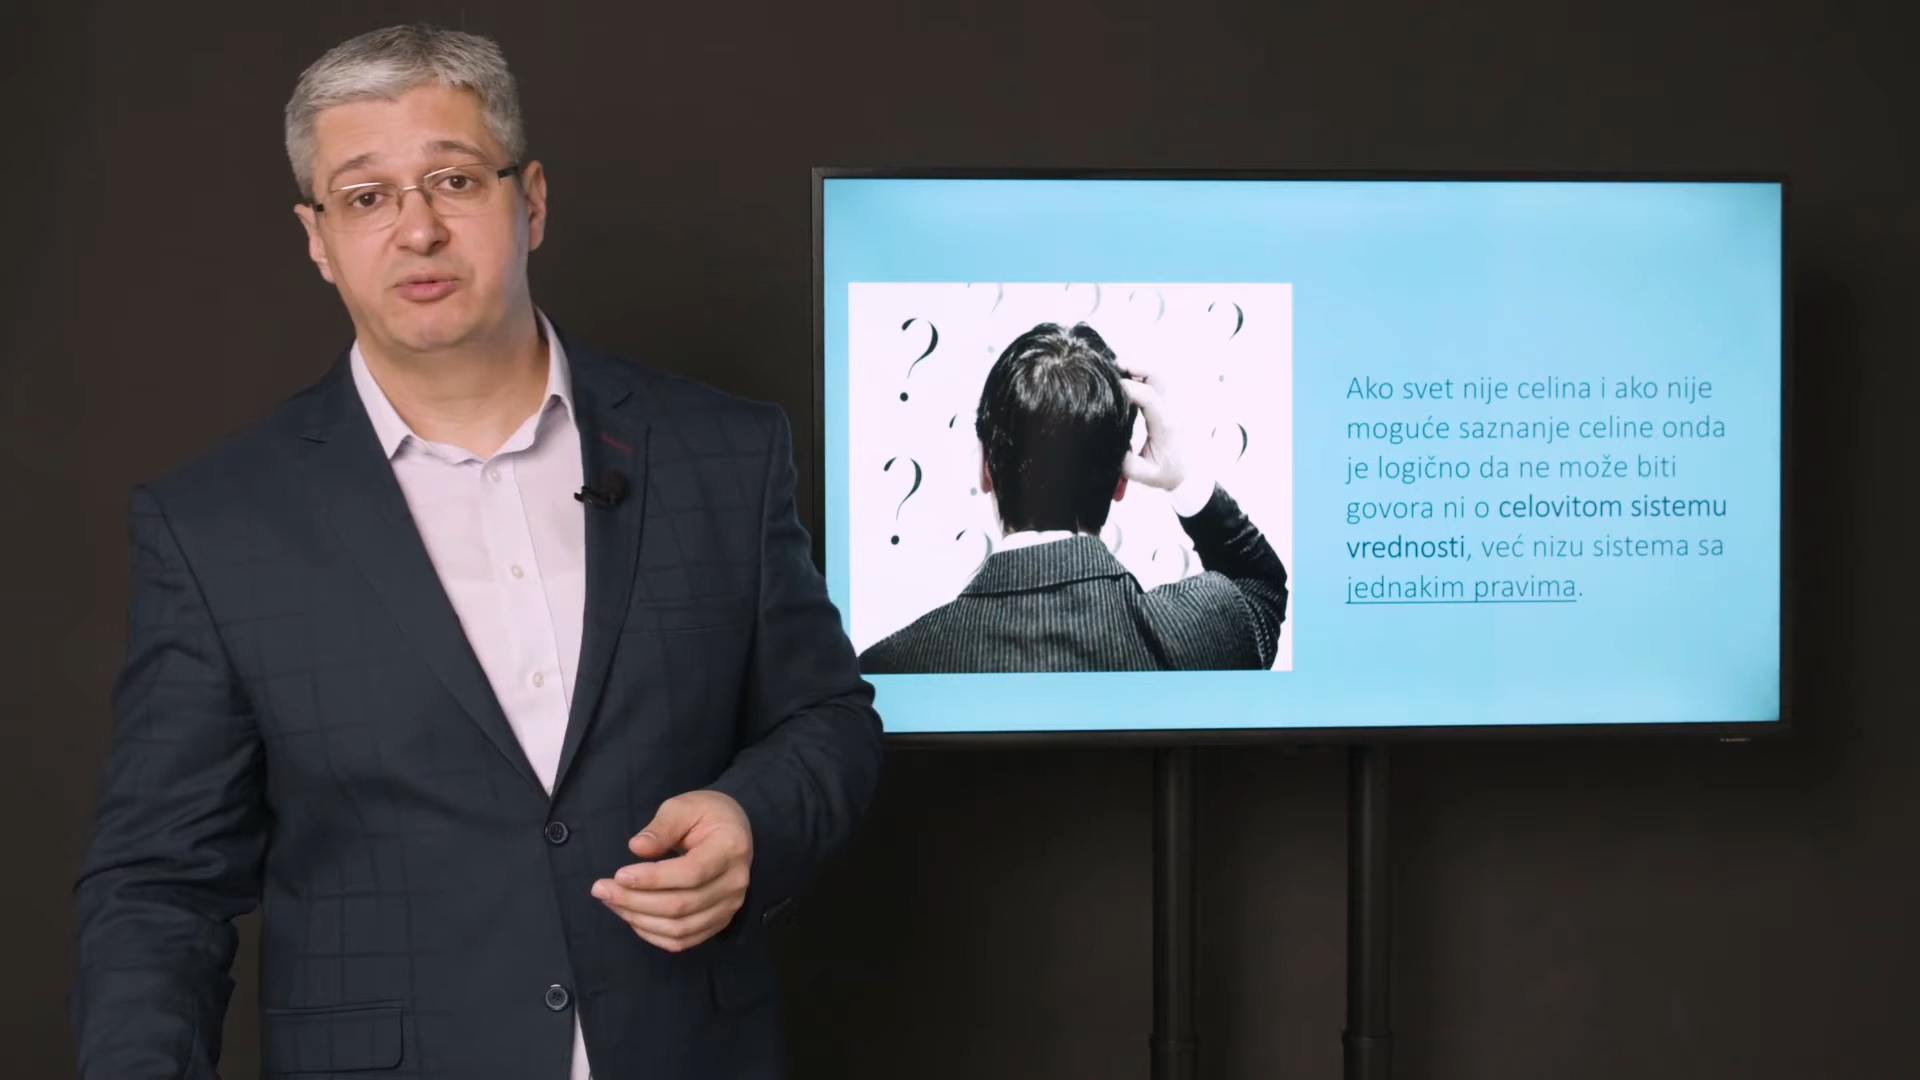 Ako svet nije celina i ako nije
moguće saznanje celine onda
je logično da ne može biti
govora ni o celovitom sistemu
vrednosti, već nizu sistema sa
jednakim pravima.